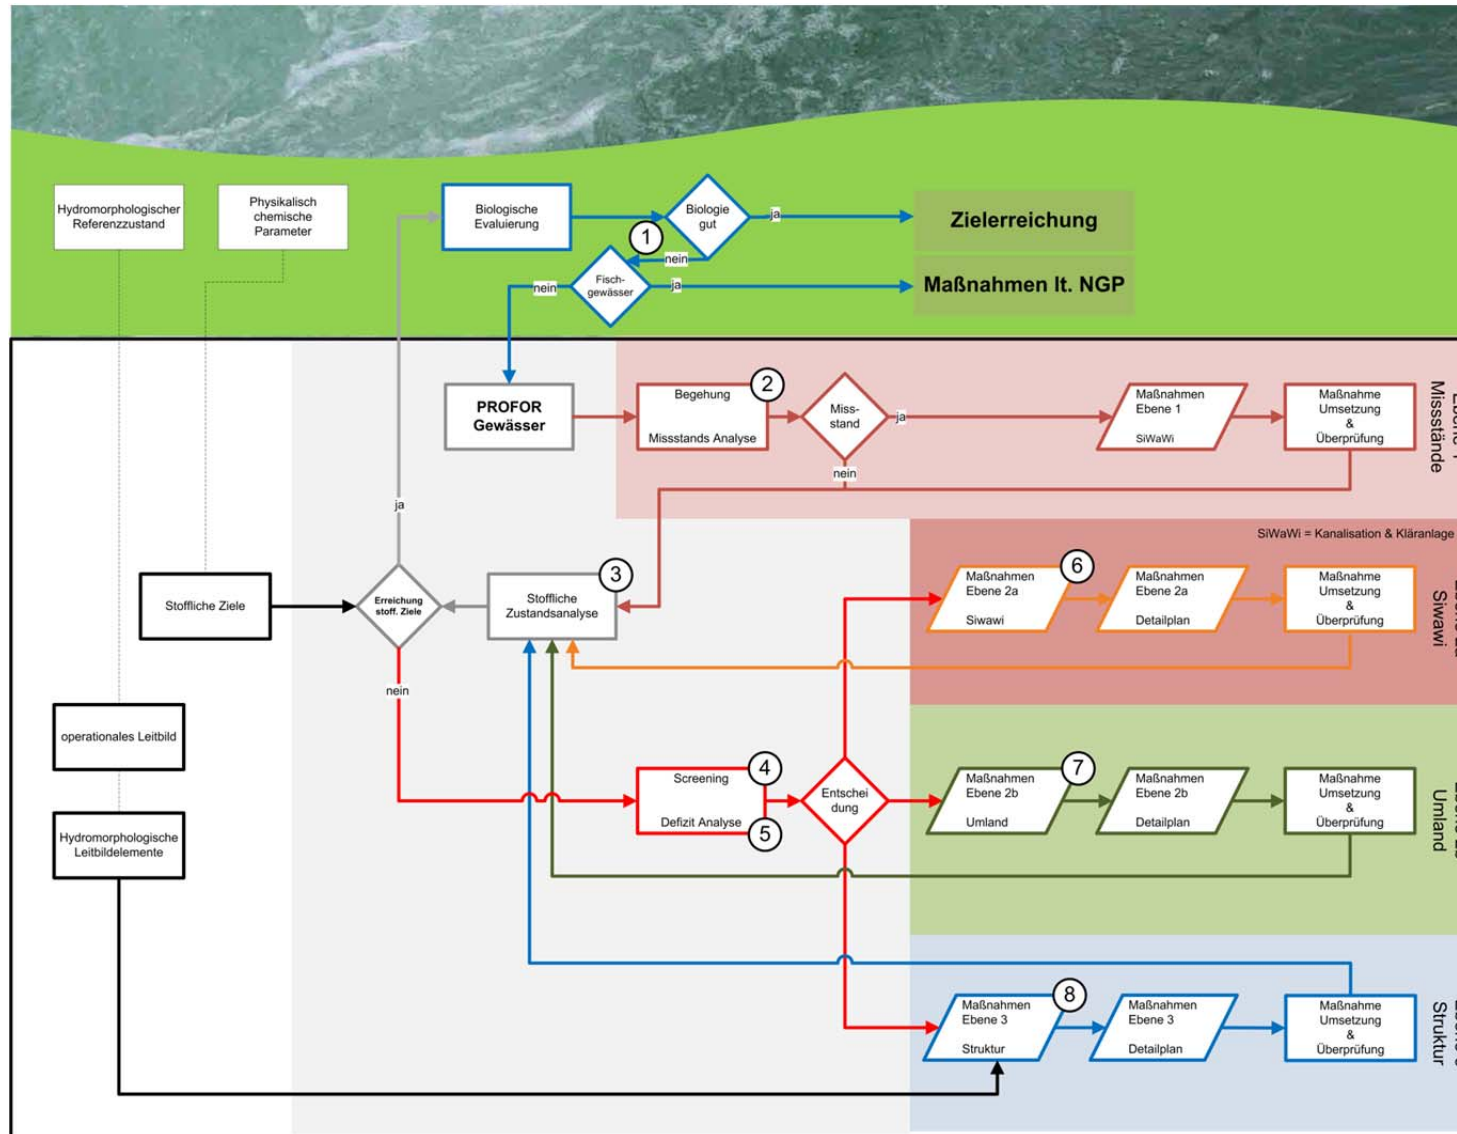 Hydromorphologischer
Referenzzustand
Physikalisch
chemische
Parameter
Biologische
Evaluierung
1
Biologie
gut
ja
Zielerreichung
nein
Fisch-
gewässer
nein
ja
Maßnahmen lt. NGP
PROFOR
Gewässer
Begehung
Missstands Analyse
2
Miss-
stand
ja
nein
Maßnahmen
Ebene 1
SiWaWi
Maßnahme
Umsetzung
&
Überprüfung
Missstände
ja
SiWaWi = Kanalisation & Kläranlage
Stoffliche Ziele
Erreichung
stoff. Ziele
Stoffliche
Zustandsanalyse
3
Maßnahmen
Ebene 2a
Siwawi
6
Maßnahmen
Ebene 2a
Detailplan
Maßnahme
Umsetzung
&
Überprüfung
Siwawi
nein
operationales Leitbild
Hydromorphologische
Leitbildelemente
Screening
Defizit Analyse
4
5
Entschei
dung
Maßnahmen
Ebene 2b
Umland
7
Maßnahmen
Ebene 2b
Detailplan
Maßnahme
Umsetzung
&
Überprüfung
Umland
Maßnahmen
Ebene 3
Struktur
8
Maßnahmen
Ebene 3
Detailplan
Maßnahme
Umsetzung
&
Überprüfung
Struktur